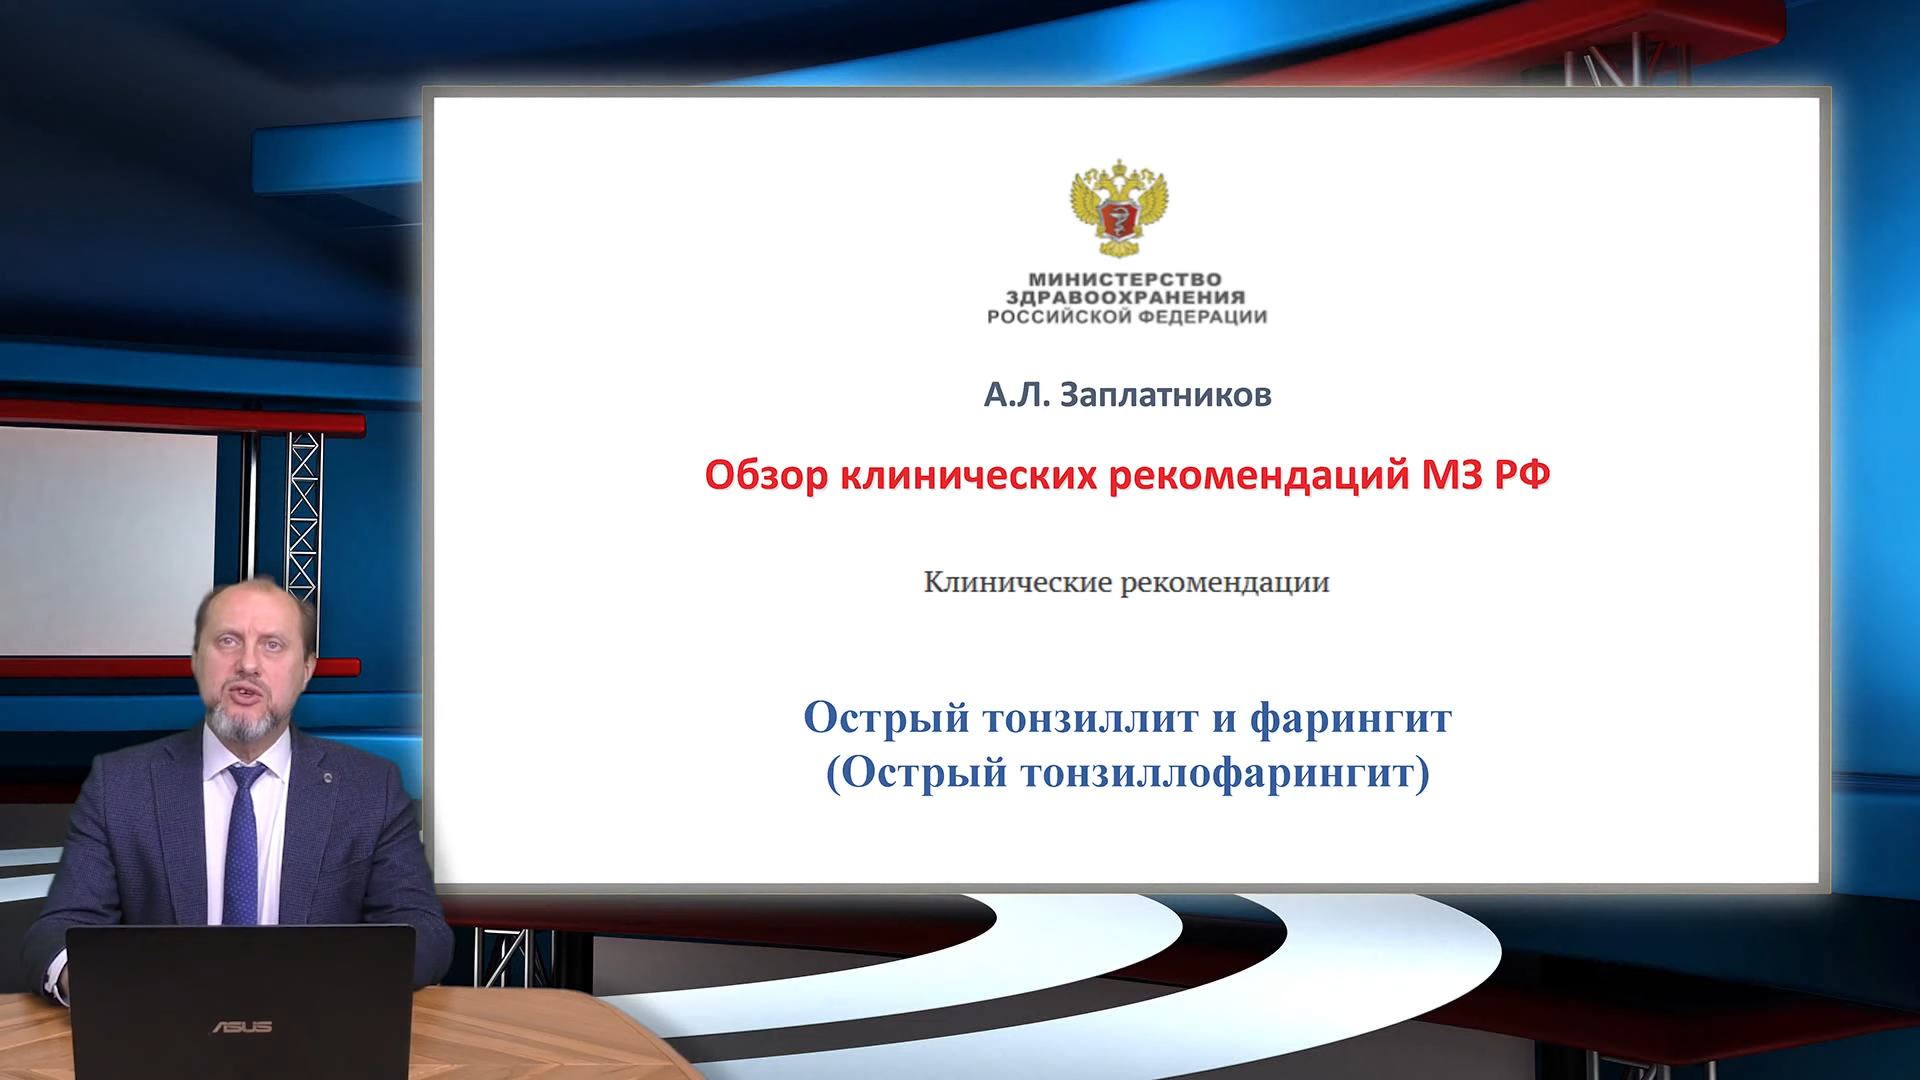 МИНИСТЕРСТВО
ЗДРАВООХРАНЕНИЯ
РОССИЙСКОЙ ФЕДЕРАЦИИ
А.Л. Заплатников
Обзор клинических рекомендаций МЗ РФ
Клинические рекомендации
Острый тонзиллит и фарингит
(Острый тонзиллофарингит)
ASUS